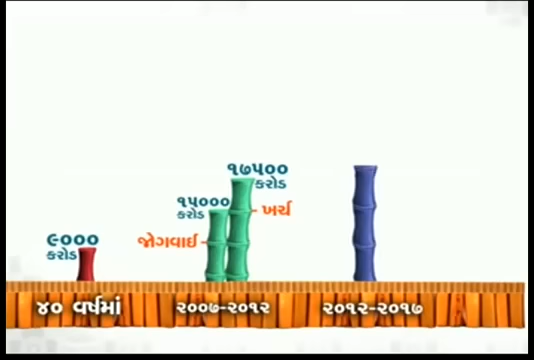 ૧૭૫૦૦
કરોડ
૧૫૦૦૦
કરોડ
ખર્ચ
૯૦૦૦
કરોડ
જોગવાઈ
૪૦ વર્ષમાં
૨૦૦૭-૨૦૧૨
૨૦૧૨-૨૦૧૭